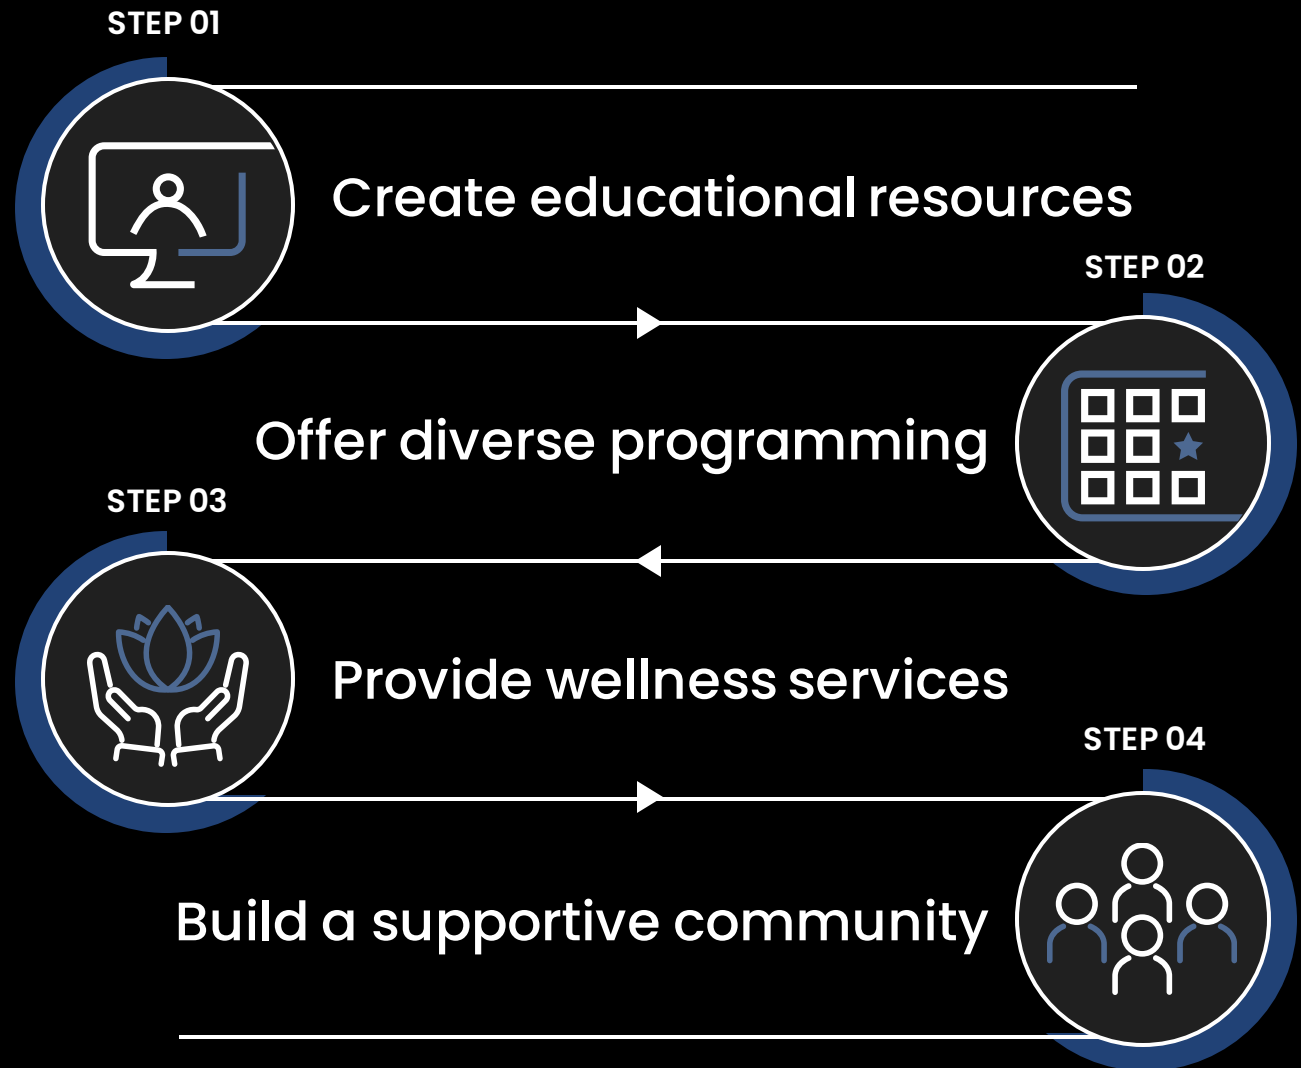 STEP 01
Create educational resources
STEP 02
Offer diverse programming
STEP 03
Provide wellness services
STEP 04
Build a supportive community